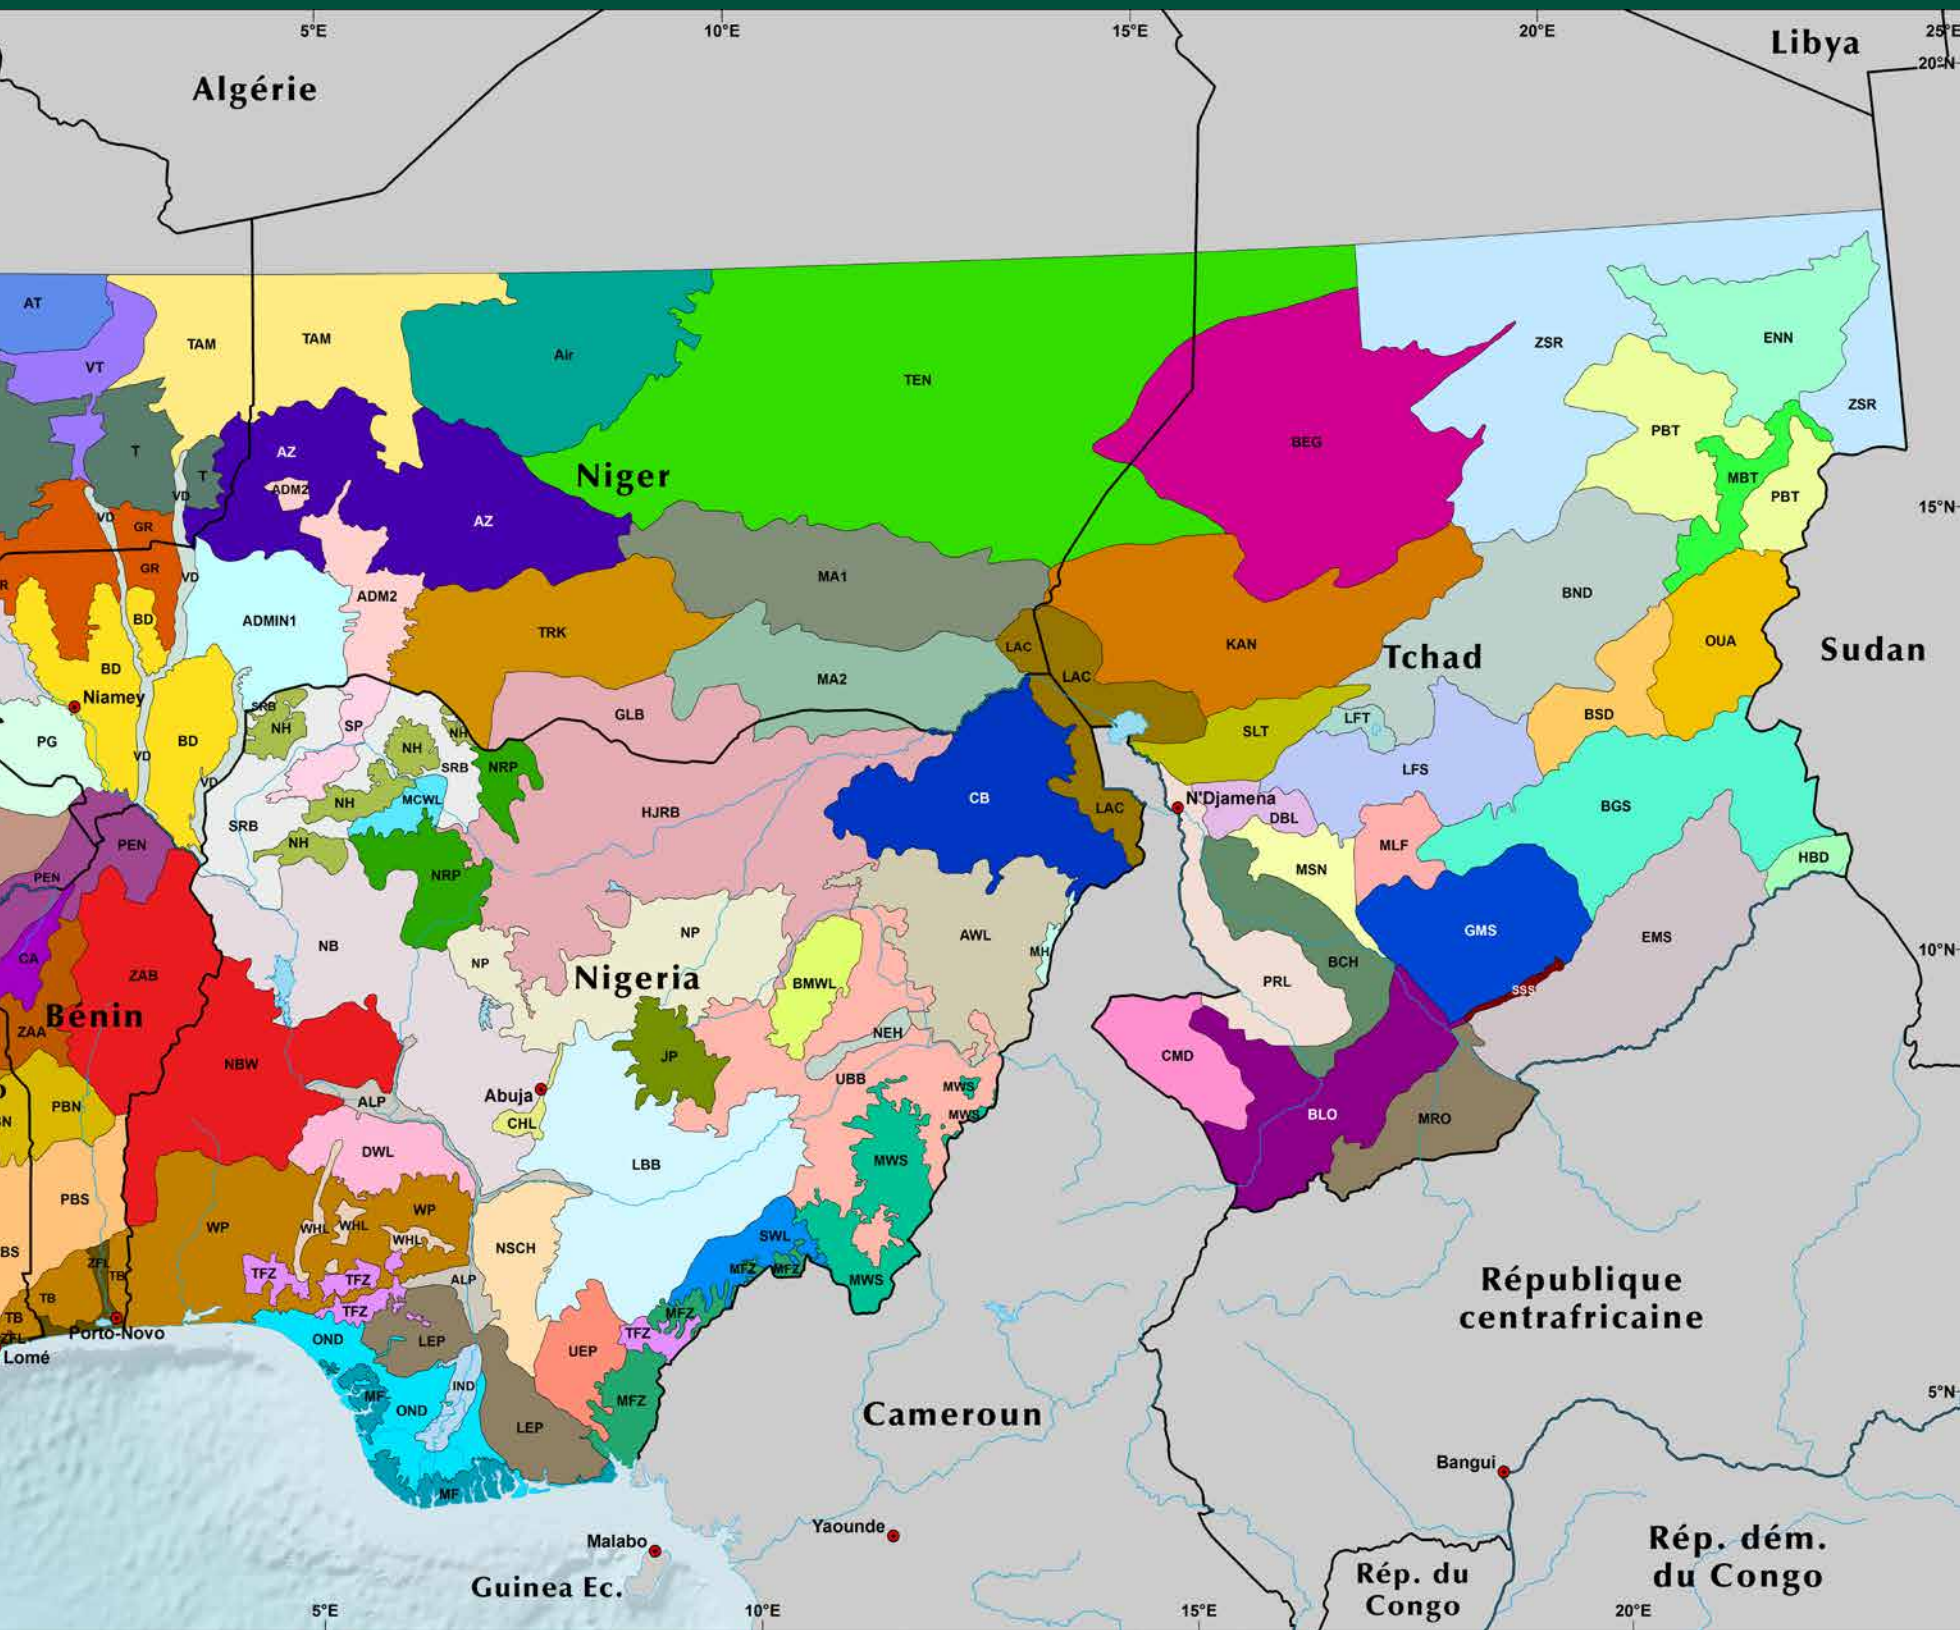 5°E
10°E
15°E
20°E
25°E
Libya
20°N
Algérie
AT
TAM
TAM
VT
Air
TEN
ZSR
ENN
ZSR
PBT
BEG
T
T
AZ
ADM2
Niger
MBT
PBT
VD
VD
GR
AZ
15°N
GR
VD
R
ADM2
MA1
BND
BD
ADMIN1
TRK
KAN
OUA
LAC
Tchad
Sudan
BD
MA2
LAC
Niamey
SRB
NH
SP
GLB
LFT
BSD
SLT
PG
BD
NH
NH
VD
VD
SRB
NRP
LFS
MCWL
HJRB
CB
N'Djamena
BGS
NH
LAC
DBL
SRB
NH
PEN
MLF
HBD
PEN
NRP
MSN
GMS
NB
NP
AWL
EMS
10°N
CA
NP
MH
BCH
ZAB
Nigeria
BMWL
PRL
SSS
Bénin
ZAA
NEH
NBW
JP
CMD
UBB
MWS
Abuja
ALP
MWS
PBN
N
CHL
BLO
MRO
DWL
LBB
MWS
PBS
WP
WP
WHL
WHL
WHL
SWL
BS
NSCH
ZFL
TB
TFZ
TFZ
ALP
MFZ
MFZ
MWS
République
centrafricaine
TB
TFZ
MFZ
TB
ZFL
Porto-Novo
OND
LEP
TFZ
Lomé
UEP
IND
MF
OND
MFZ
5°N
Cameroun
LEP
Bangui
MF
Yaounde
Malabo
Rép. dém.
du Congo
Guinea Ec.
Rép. du
Congo
5°E
10°E
15°E
20°E